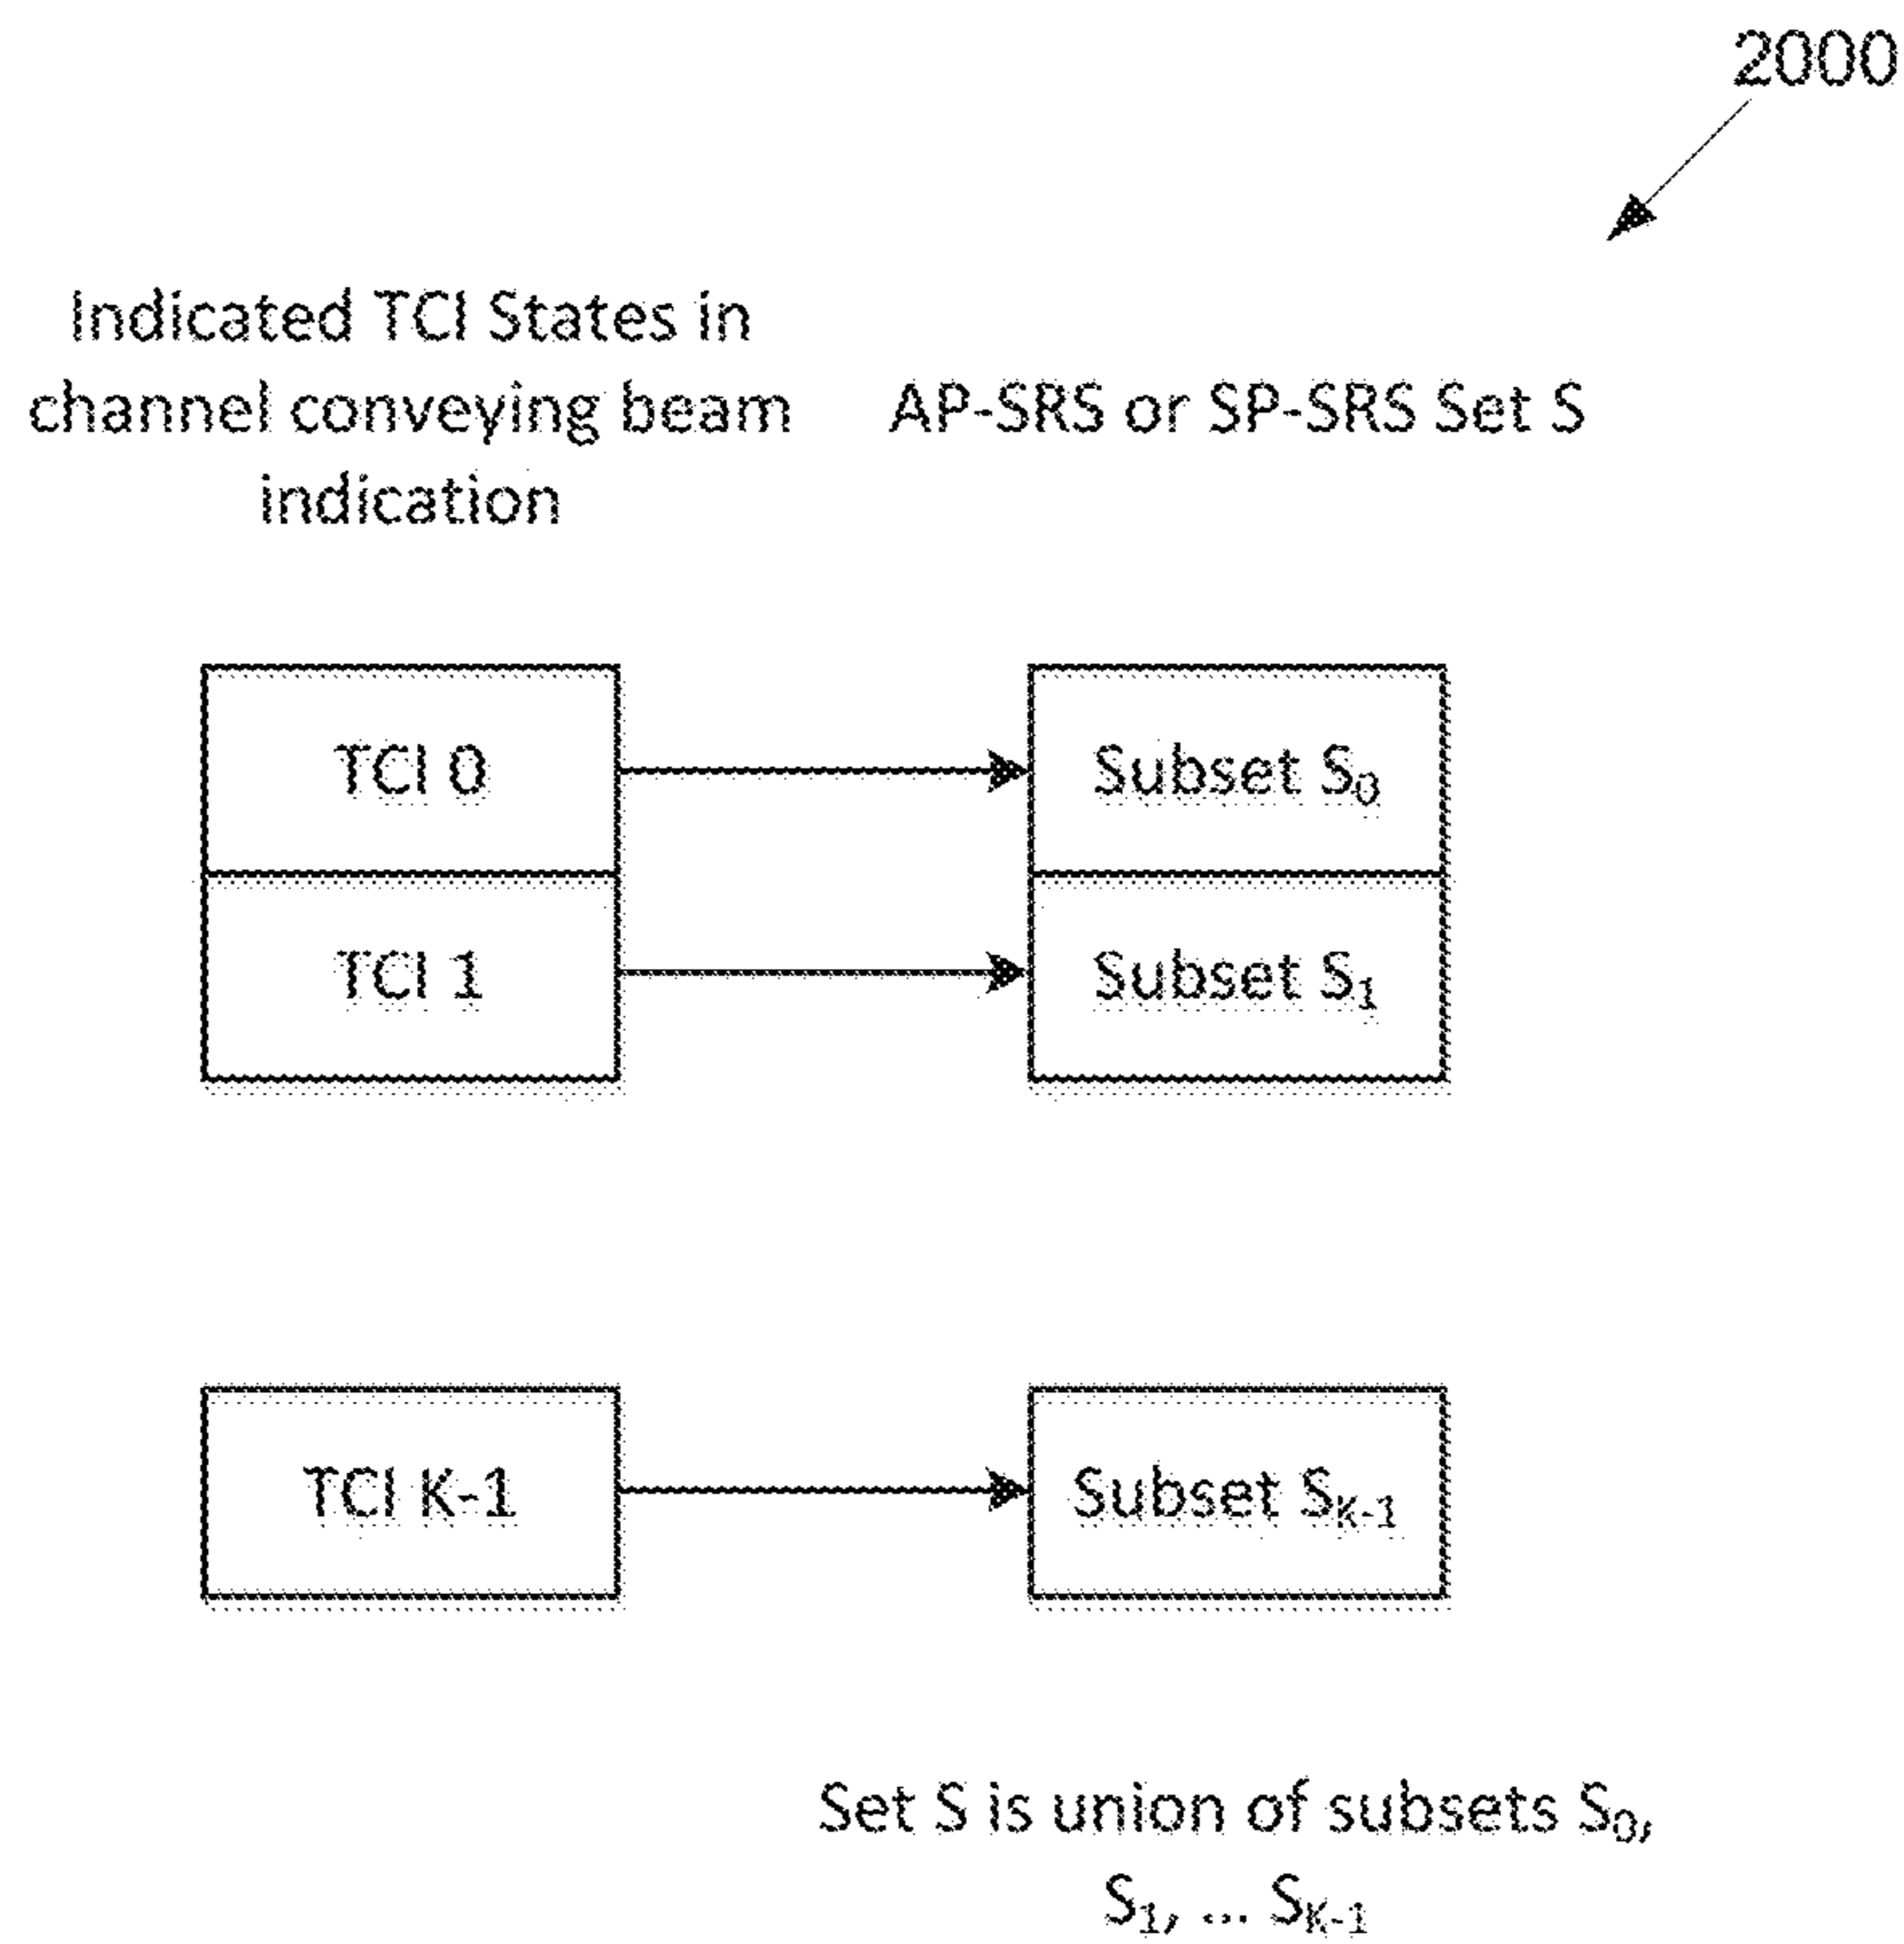 2000
Indicated TCI States in
channel conveying beam
indication
AP-SRS or SP-SRS Set S
TCI 0
Subset S₀
TCI 1
Subset S₁
TCI K-1
Subset Sₖ₋₁
Set S is union of subsets S₀,
S₁, ... Sₖ₋₁